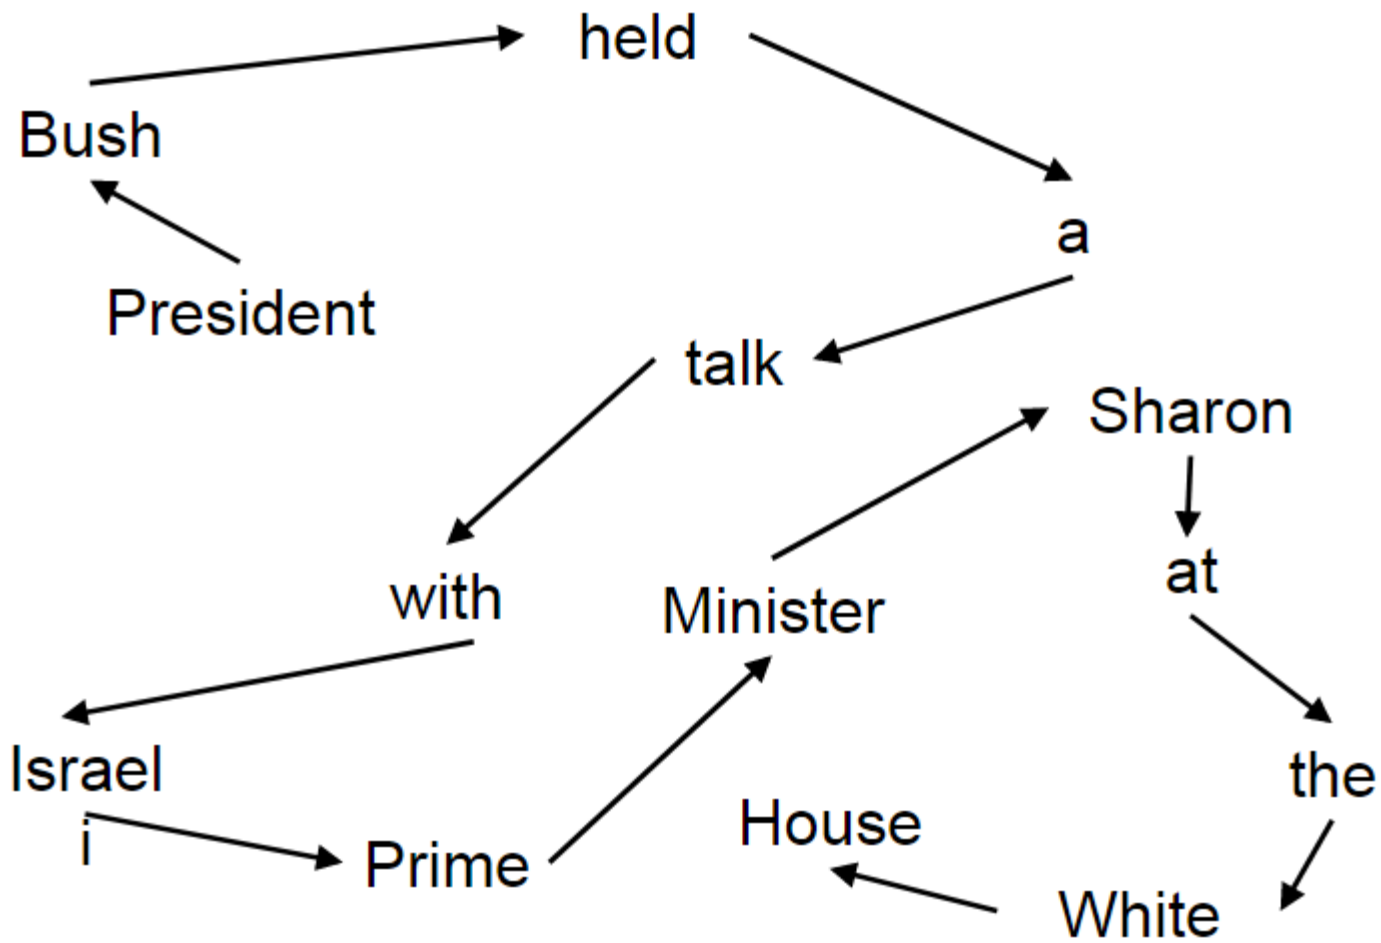 President
Bush
held
a
talk
with
Israel
i
Prime
Minister
Sharon
at
the
White
House